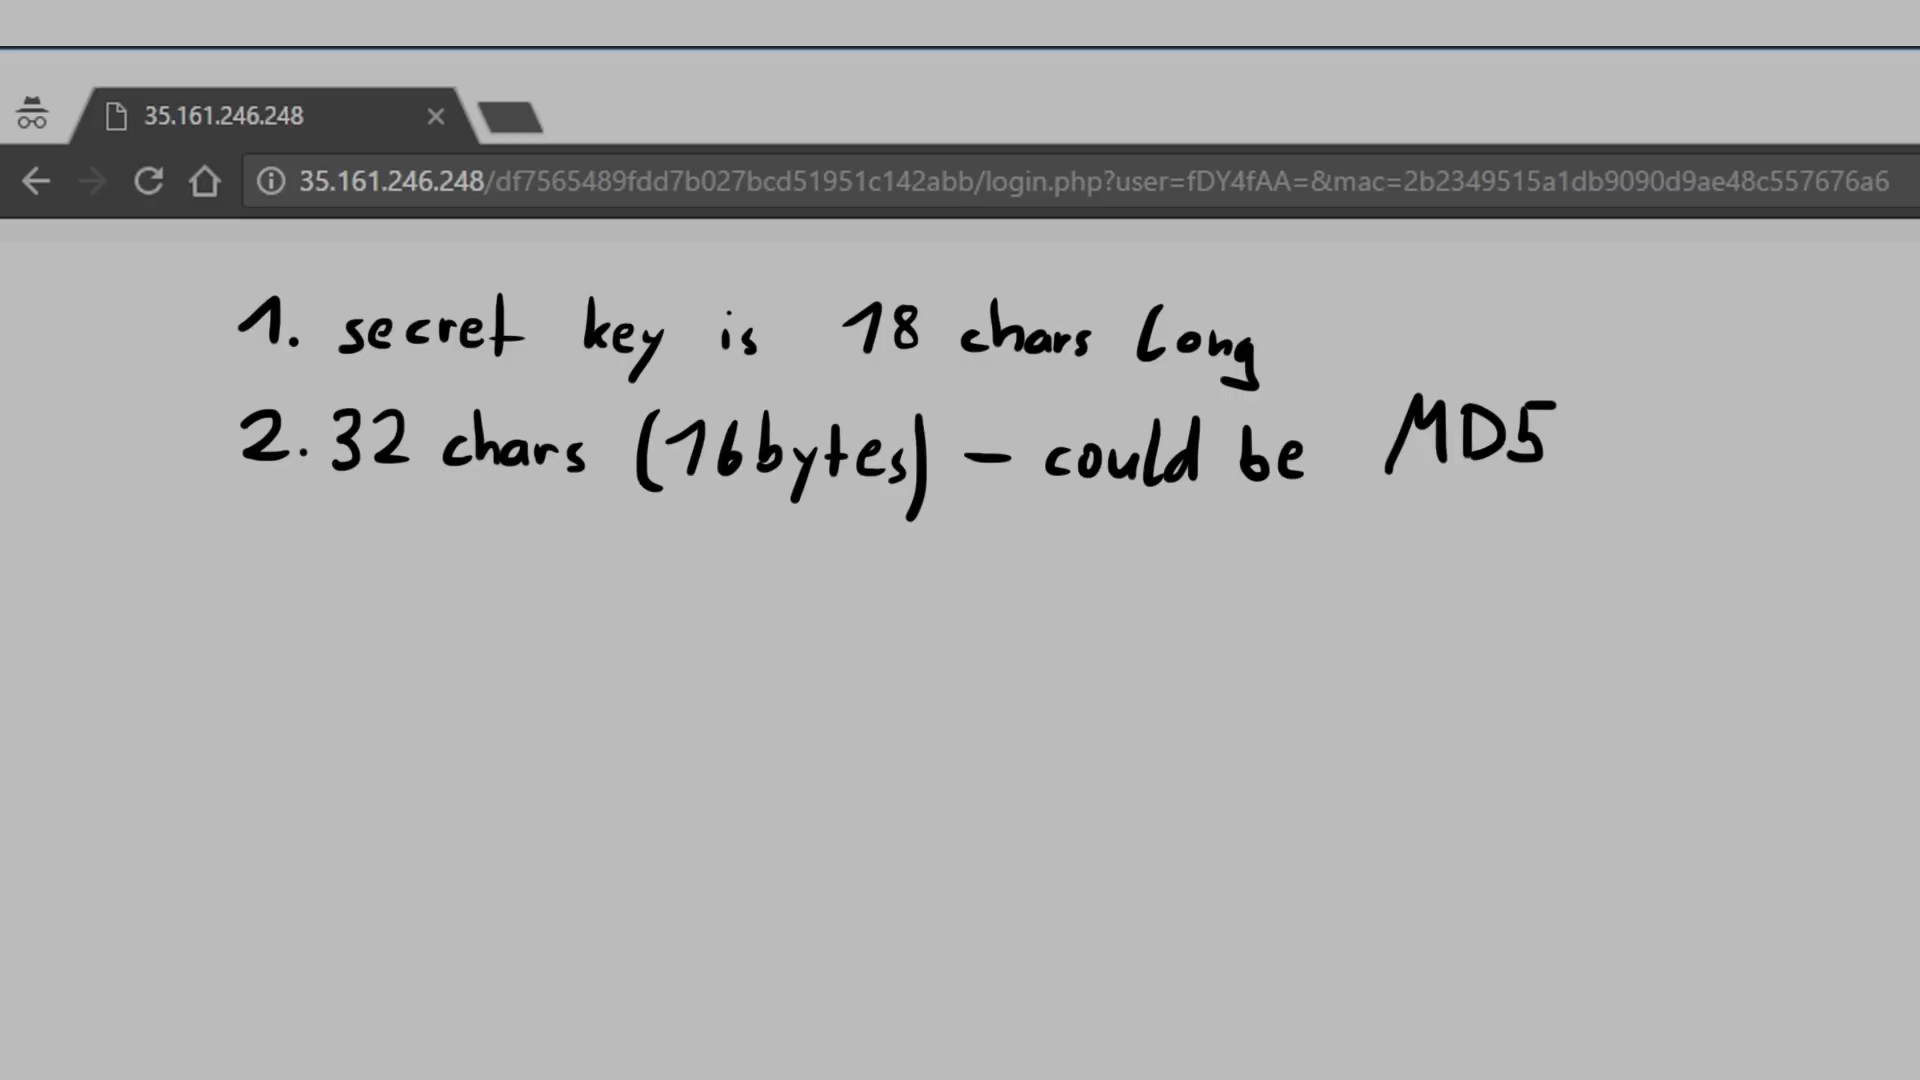 35.161.246.248
35.161.246.248/df7565489fdd7b027bcd51951c142abb/login.php?user=fDY4fAA=&mac=2b2349515a1db9090d9ae48c557676a6
1. secret key is 18 chars long
2. 32 chars (16bytes) - could be MD5